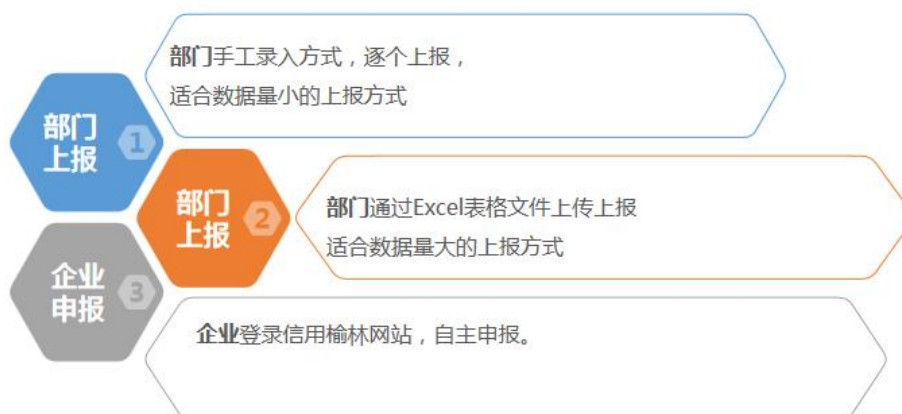 部门手工录入方式，逐个上报，
适合数据量小的上报方式
部门
上报
1
部门
上报
2
部门通过Excel表格文件上传上报
适合数据量大的上报方式
企业
申报
3
企业登录信用榆林网站，自主申报。